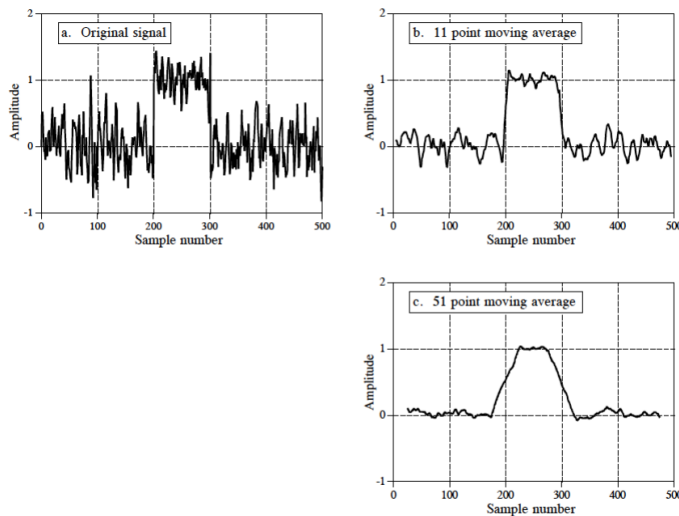 2
a. Original signal
1
Amplitude
0
-1
0 100 200 300 400 500
Sample number
2
b. 11 point moving average
1
Amplitude
0
-1
0 100 200 300 400 500
Sample number
2
c. 51 point moving average
1
Amplitude
0
-1
0 100 200 300 400 500
Sample number